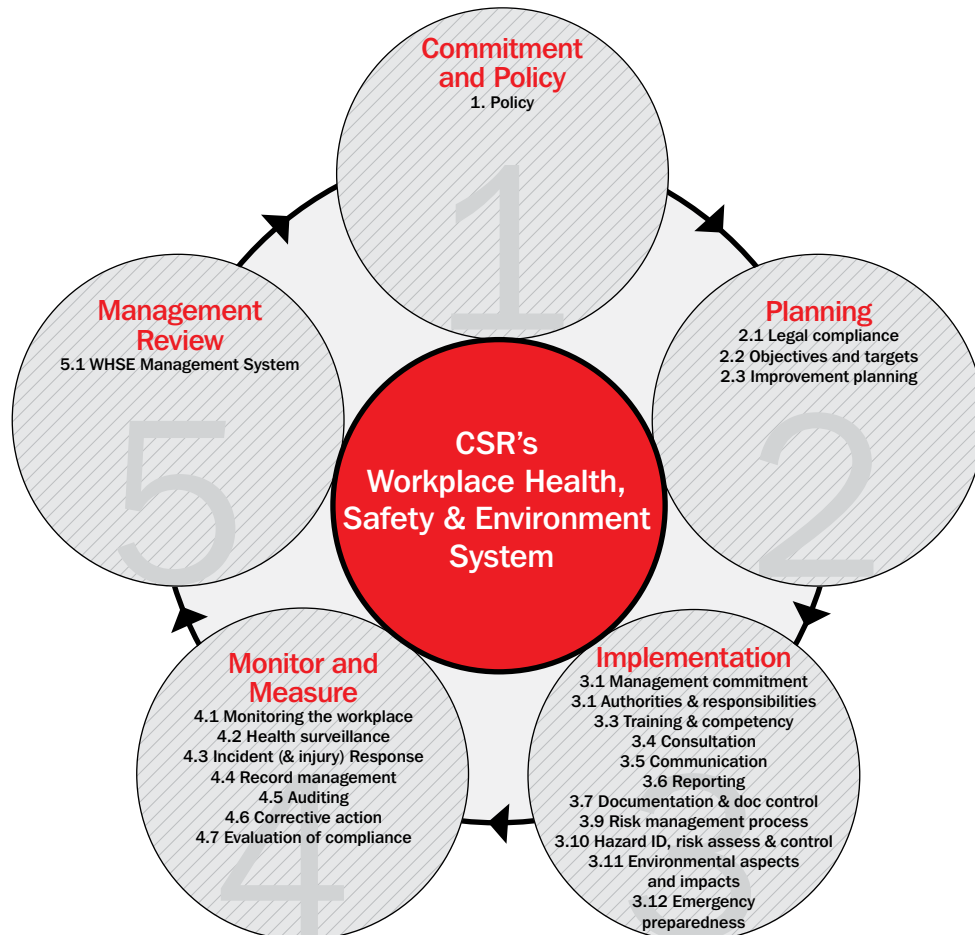 Commitment
and Policy
1. Policy
1
Planning
2.1 Legal compliance
2.2 Objectives and targets
2.3 Improvement planning
2
Implementation
3.1 Management commitment
3.1 Authorities & responsibilities
3.3 Training & competency
3.4 Consultation
3.5 Communication
3.6 Reporting
3.7 Documentation & doc control
3.9 Risk management process
3.10 Hazard ID, risk assess & control
3.11 Environmental aspects
and impacts
3.12 Emergency
preparedness
3
Monitor and
Measure
4.1 Monitoring the workplace
4.2 Health surveillance
4.3 Incident (& injury) Response
4.4 Record management
4.5 Auditing
4.6 Corrective action
4.7 Evaluation of compliance
4
Management
Review
5.1 WHSE Management System
5
CSR's
Workplace Health,
Safety & Environment
System